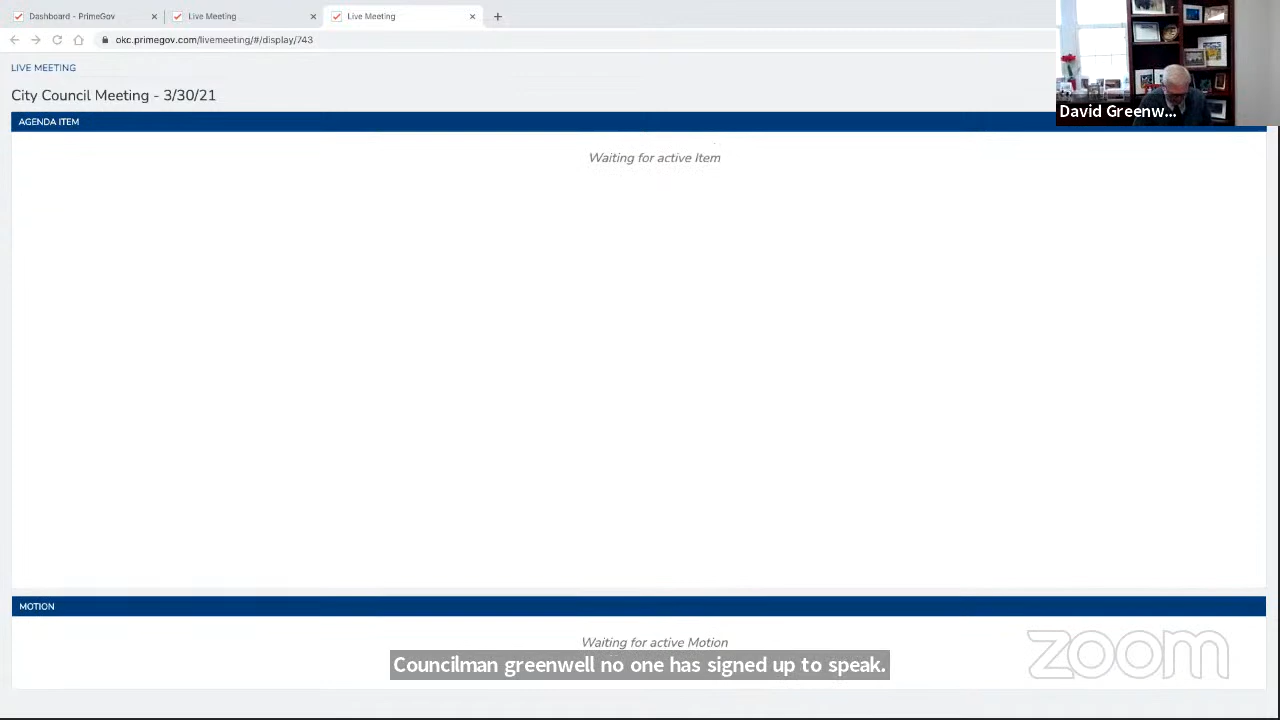 Dashboard - PrimeGov
Live Meeting
Live Meeting
okc.primegov.com/livemeeting/#/display/743
LIVE MEETING
City Council Meeting - 3/30/21
David Greenw...
AGENDA ITEM
Waiting for active Item
MOTION
Waiting for active Motion
Councilman greenwell no one has signed up to speak.
zoom